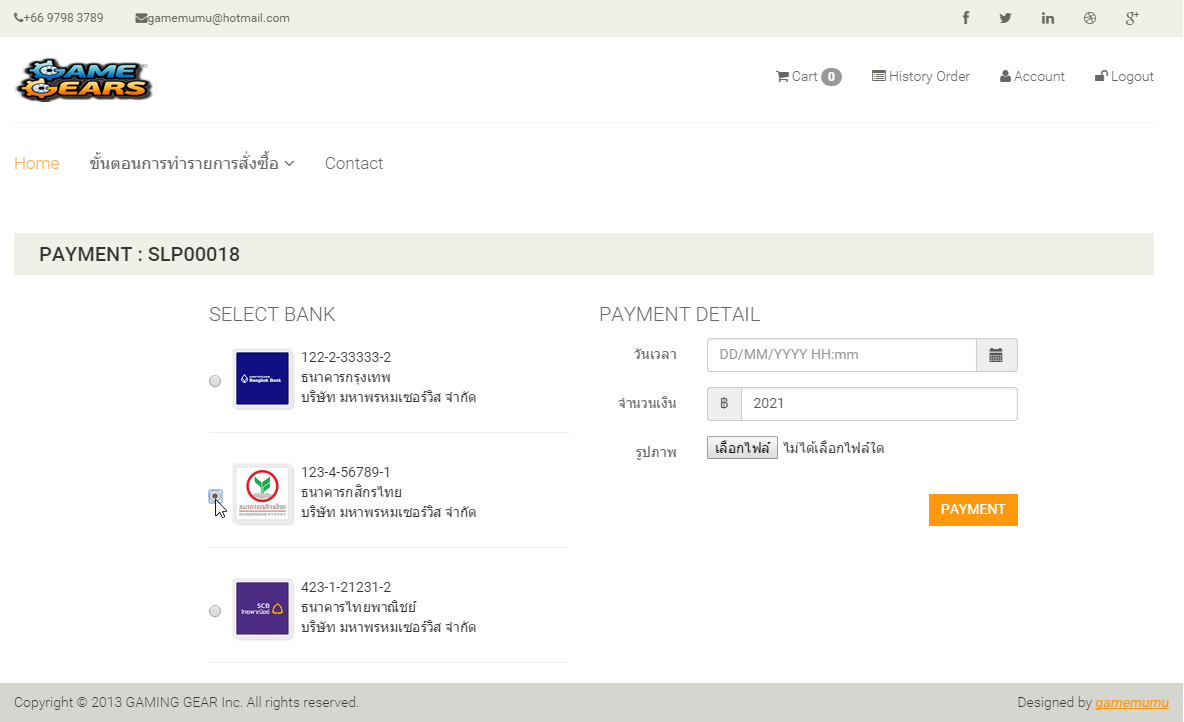 +66 9798 3789
gamemumu@hotmail.com
GAME GEARS
Cart 0
History Order
Account
Logout
Home
ขั้นตอนการทำรายการสั่งซื้อ
Contact
PAYMENT : SLP00018
SELECT BANK
122-2-33333-2
ธนาคารกรุงเทพ
บริษัท มหาพรหมเซอร์วิส จำกัด
Bangkok Bank
123-4-56789-1
ธนาคารกสิกรไทย
บริษัท มหาพรหมเซอร์วิส จำกัด
ธนาคารกสิกรไทย
423-1-21231-2
ธนาคารไทยพาณิชย์
บริษัท มหาพรหมเซอร์วิส จำกัด
SCB
ไทยพาณิชย์
PAYMENT DETAIL
วันเวลา
DD/MM/YYYY HH:mm
จำนวนเงิน
฿ 2021
รูปภาพ
เลือกไฟล์ ไม่ได้เลือกไฟล์ใด
PAYMENT
Copyright © 2013 GAMING GEAR Inc. All rights reserved.
Designed by gamemumu